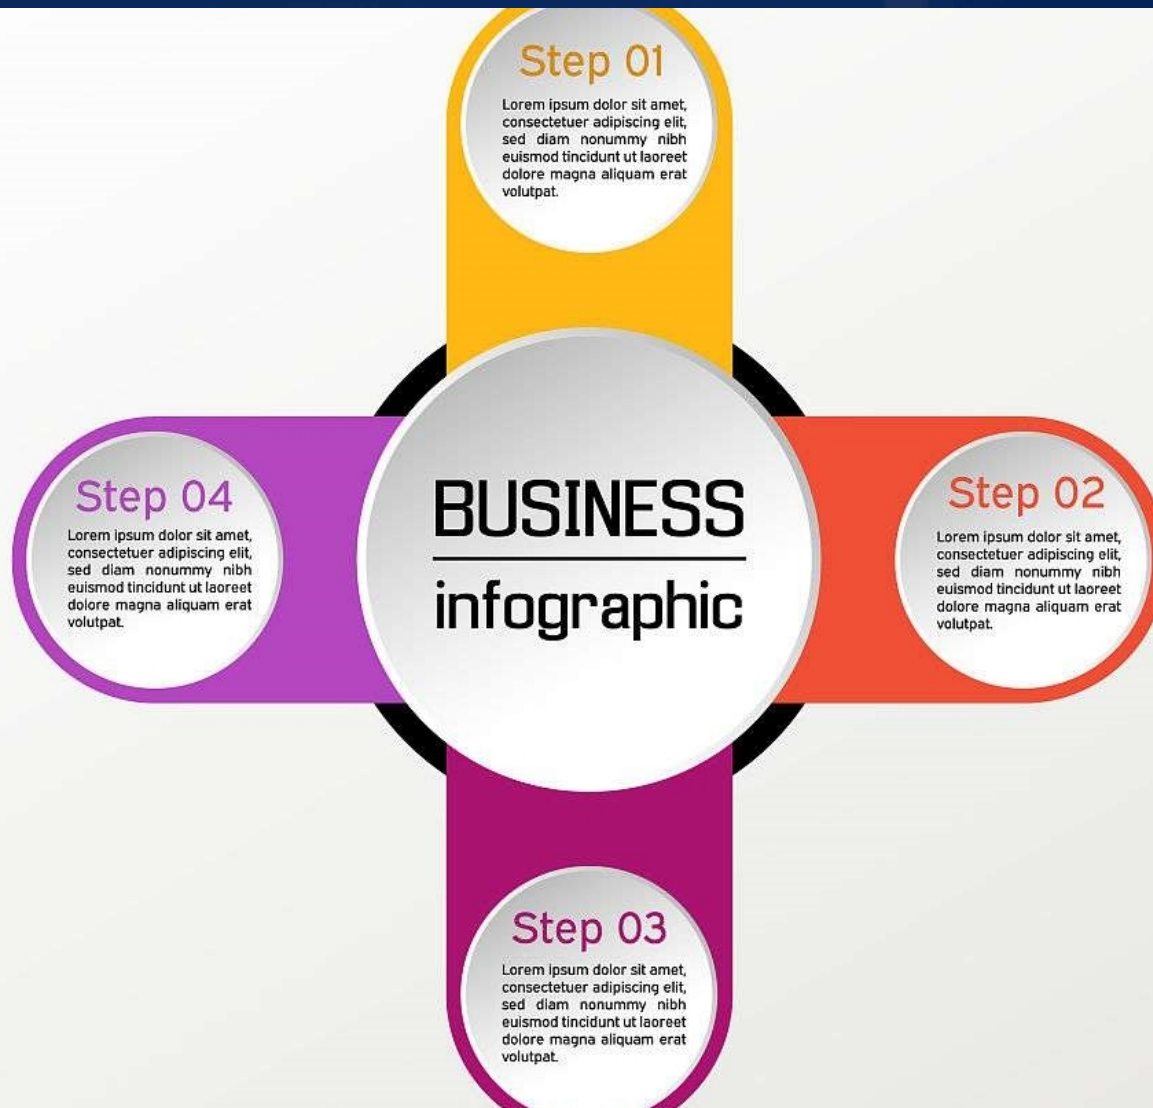 Step 01
Lorem ipsum dolor sit amet,
consectetuer adipiscing elit,
sed diam nonummy nibh
euismod tincidunt ut laoreet
dolore magna aliquam erat
volutpat.
Step 04
Lorem ipsum dolor sit amet,
consectetuer adipiscing elit,
sed diam nonummy nibh
euismod tincidunt ut laoreet
dolore magna aliquam erat
volutpat.
BUSINESS
infographic
Step 02
Lorem ipsum dolor sit amet,
consectetuer adipiscing elit,
sed diam nonummy nibh
euismod tincidunt ut laoreet
dolore magna aliquam erat
volutpat.
Step 03
Lorem ipsum dolor sit amet,
consectetuer adipiscing elit,
sed diam nonummy nibh
euismod tincidunt ut laoreet
dolore magna aliquam erat
volutpat.